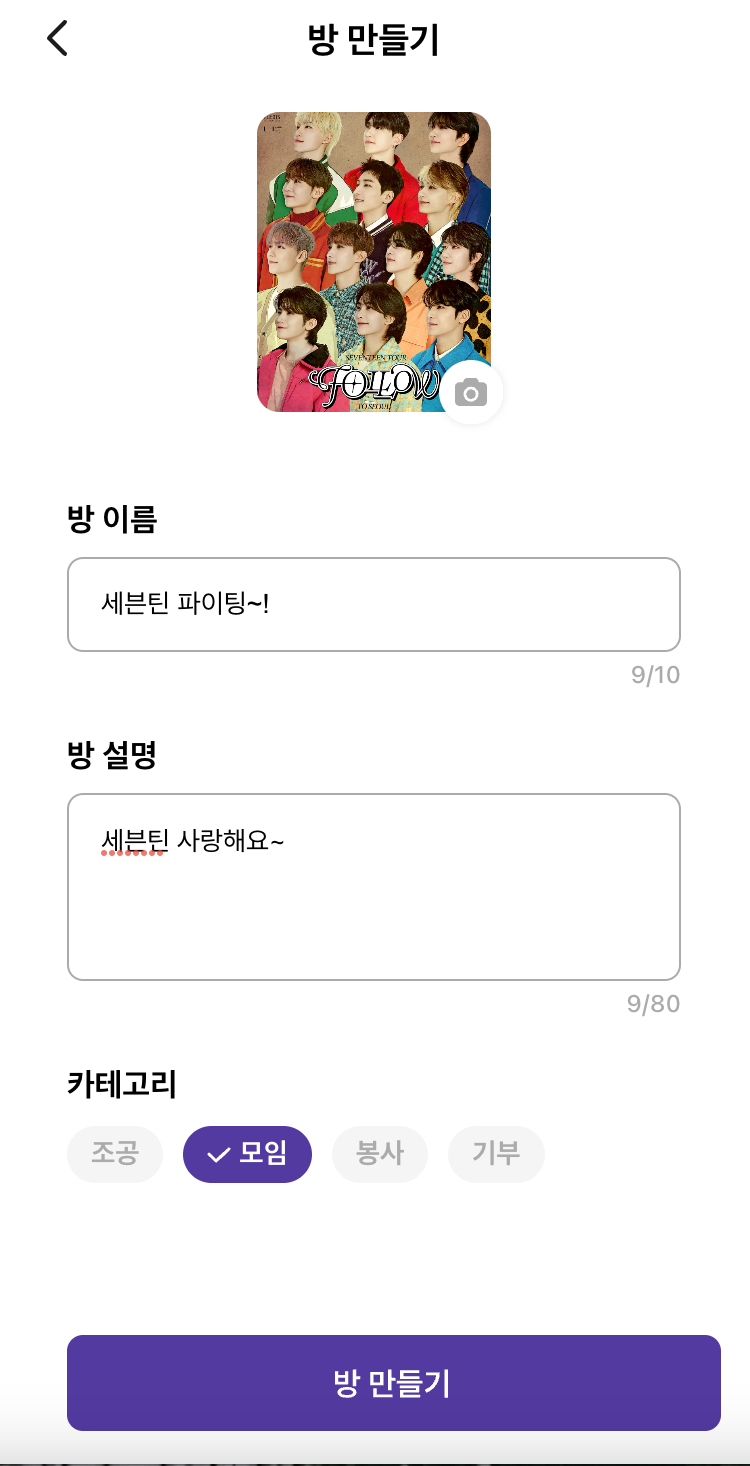 방 만들기
SEVENTEEN TOUR
FOLLOW
TO SEOUL
방 이름
세븐틴 파이팅~!
9/10
방 설명
세븐틴 사랑해요~
9/80
카테고리
조공 모임 봉사 기부
방 만들기